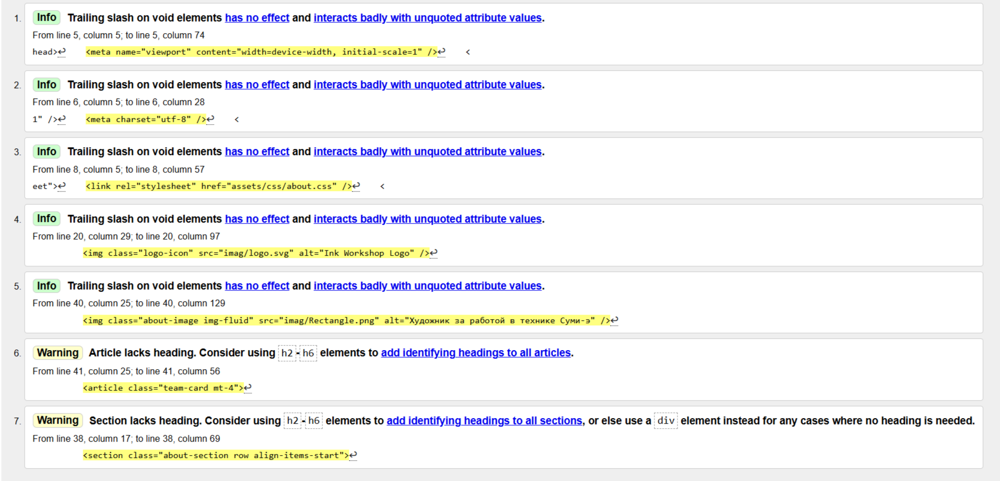 1. Info Trailing slash on void elements has no effect and interacts badly with unquoted attribute values.
From line 5, column 5; to line 5, column 74
head>↩    <meta name="viewport" content="width=device-width, initial-scale=1" />↩    <
2. Info Trailing slash on void elements has no effect and interacts badly with unquoted attribute values.
From line 6, column 5; to line 6, column 28
1" />↩    <meta charset="utf-8" />↩    <
3. Info Trailing slash on void elements has no effect and interacts badly with unquoted attribute values.
From line 8, column 5; to line 8, column 57
eet">↩    <link rel="stylesheet" href="assets/css/about.css" />↩    <
4. Info Trailing slash on void elements has no effect and interacts badly with unquoted attribute values.
From line 20, column 29; to line 20, column 97
<img class="logo-icon" src="imag/logo.svg" alt="Ink Workshop Logo" />↩
5. Info Trailing slash on void elements has no effect and interacts badly with unquoted attribute values.
From line 40, column 25; to line 40, column 129
<img class="about-image img-fluid" src="imag/Rectangle.png" alt="Художник за работой в технике Суми-э" />↩
6. Warning Article lacks heading. Consider using h2-h6 elements to add identifying headings to all articles.
From line 41, column 25; to line 41, column 56
<article class="team-card mt-4">↩
7. Warning Section lacks heading. Consider using h2-h6 elements to add identifying headings to all sections, or else use a div element instead for any cases where no heading is needed.
From line 38, column 17; to line 38, column 69
<section class="about-section row align-items-start">↩